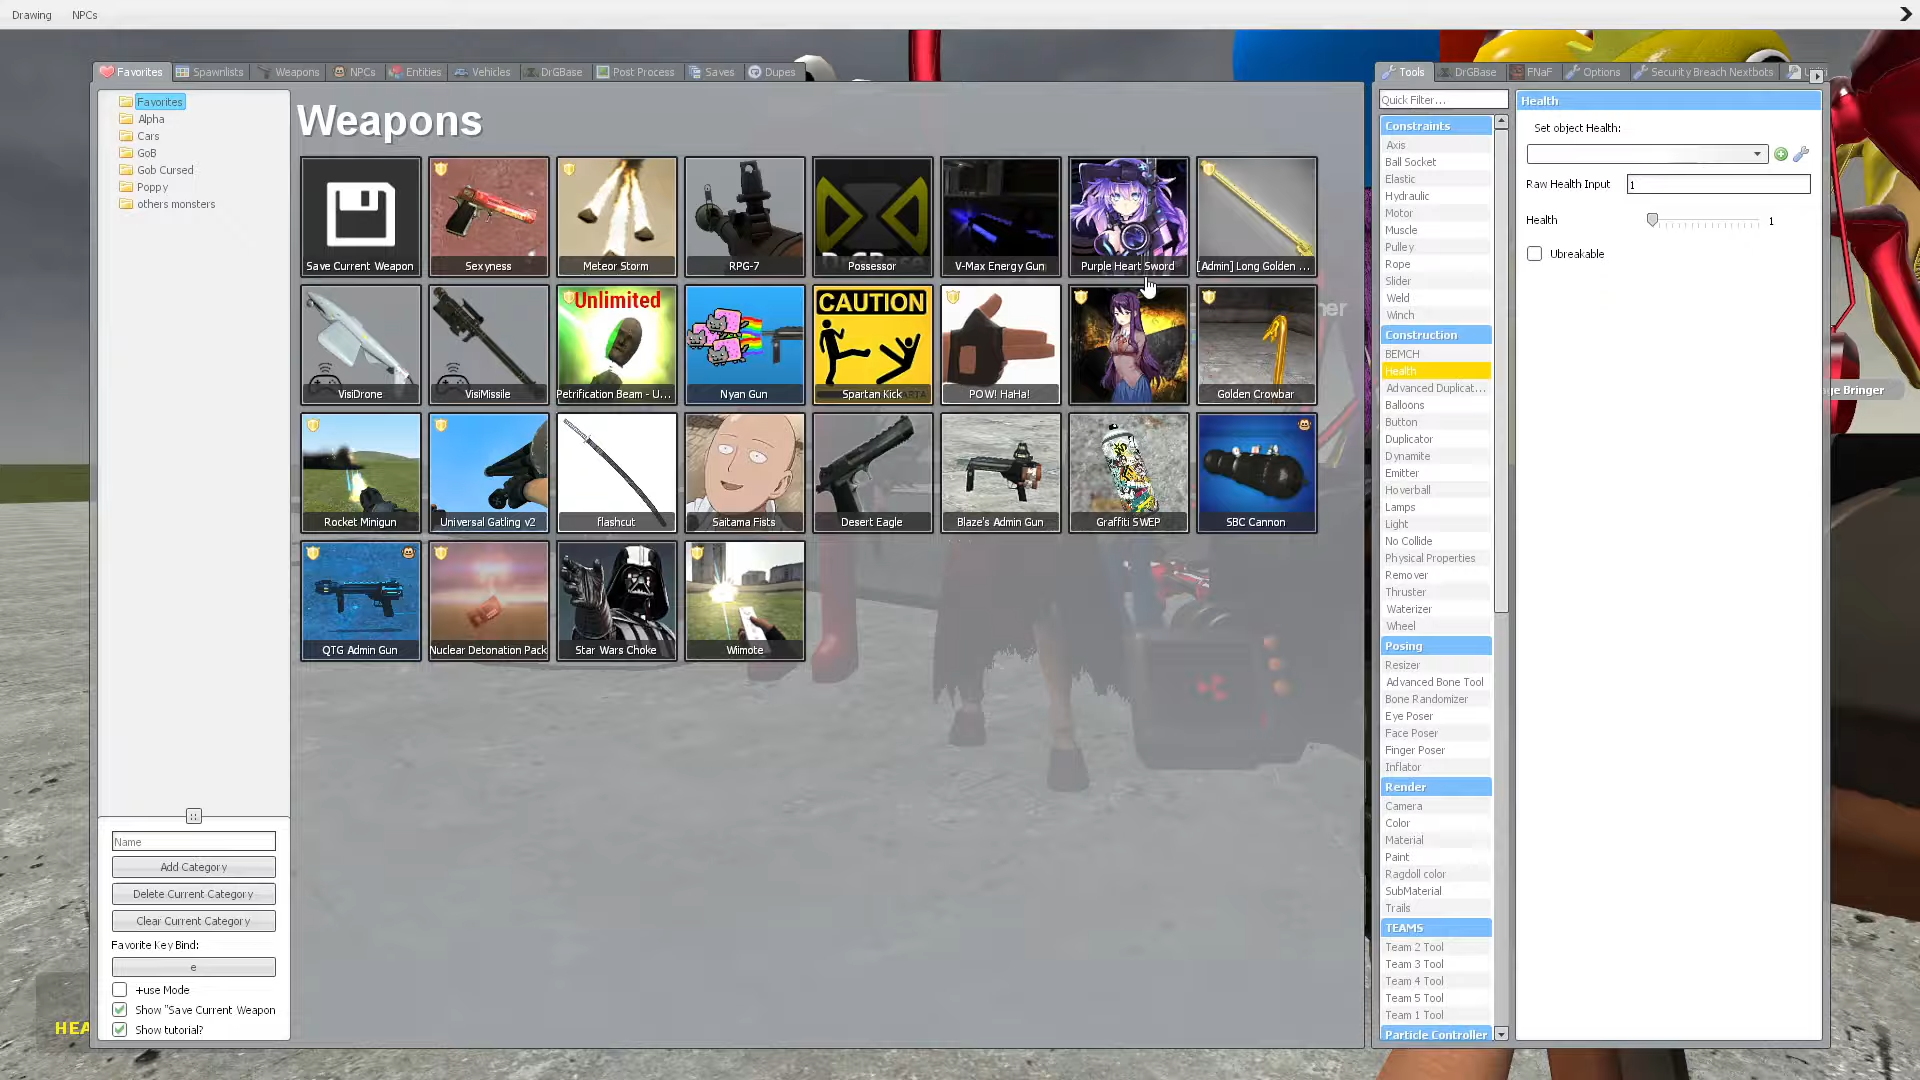 Drawing NPCs
Favorites Spawnlists Weapons NPCs Entities Vehicles DrGBase Post Process Saves Dupes
Tools DrGBase FNaF Options Security Breach Nextbots
Favorites
Alpha
Cars
GoB
Gob Cursed
Poppy
others monsters
Name
Add Category
Delete Current Category
Clear Current Category
Favorite Key Bind:
e
+use Mode
Show "Save Current Weapon
Show tutorial?
HEA
Weapons
Save Current Weapon
Sexyness
Meteor Storm
RPG-7
Possessor
V-Max Energy Gun
Purple Heart Sword
[Admin] Long Golden ...
VisiDrone
VisiMissile
Unlimited
Petrification Beam - U...
Nyan Gun
CAUTION
Spartan Kick
POW! HaHa!
Golden Crowbar
Rocket Minigun
Universal Gatling v2
flashcut
Saitama Fists
Desert Eagle
Blaze's Admin Gun
Graffiti SWEP
SBC Cannon
QTG Admin Gun
Nuclear Detonation Pack
Star Wars Choke
Wimote
Quick Filter...
Constraints
Axis
Ball Socket
Elastic
Hydraulic
Motor
Muscle
Pulley
Rope
Slider
Weld
Winch
Construction
BEMCH
Health
Advanced Duplicat...
Balloons
Button
Duplicator
Dynamite
Emitter
Hoverball
Lamps
Light
No Collide
Physical Properties
Remover
Thruster
Waterizer
Wheel
Posing
Resizer
Advanced Bone Tool
Bone Randomizer
Eye Poser
Face Poser
Finger Poser
Inflator
Render
Camera
Color
Material
Paint
Ragdoll color
SubMaterial
Trails
TEAMS
Team 2 Tool
Team 3 Tool
Team 4 Tool
Team 5 Tool
Team 1 Tool
Particle Controller
Health
Set object Health:
Raw Health Input 1
Health 1
Ubreakable
ge Bringer